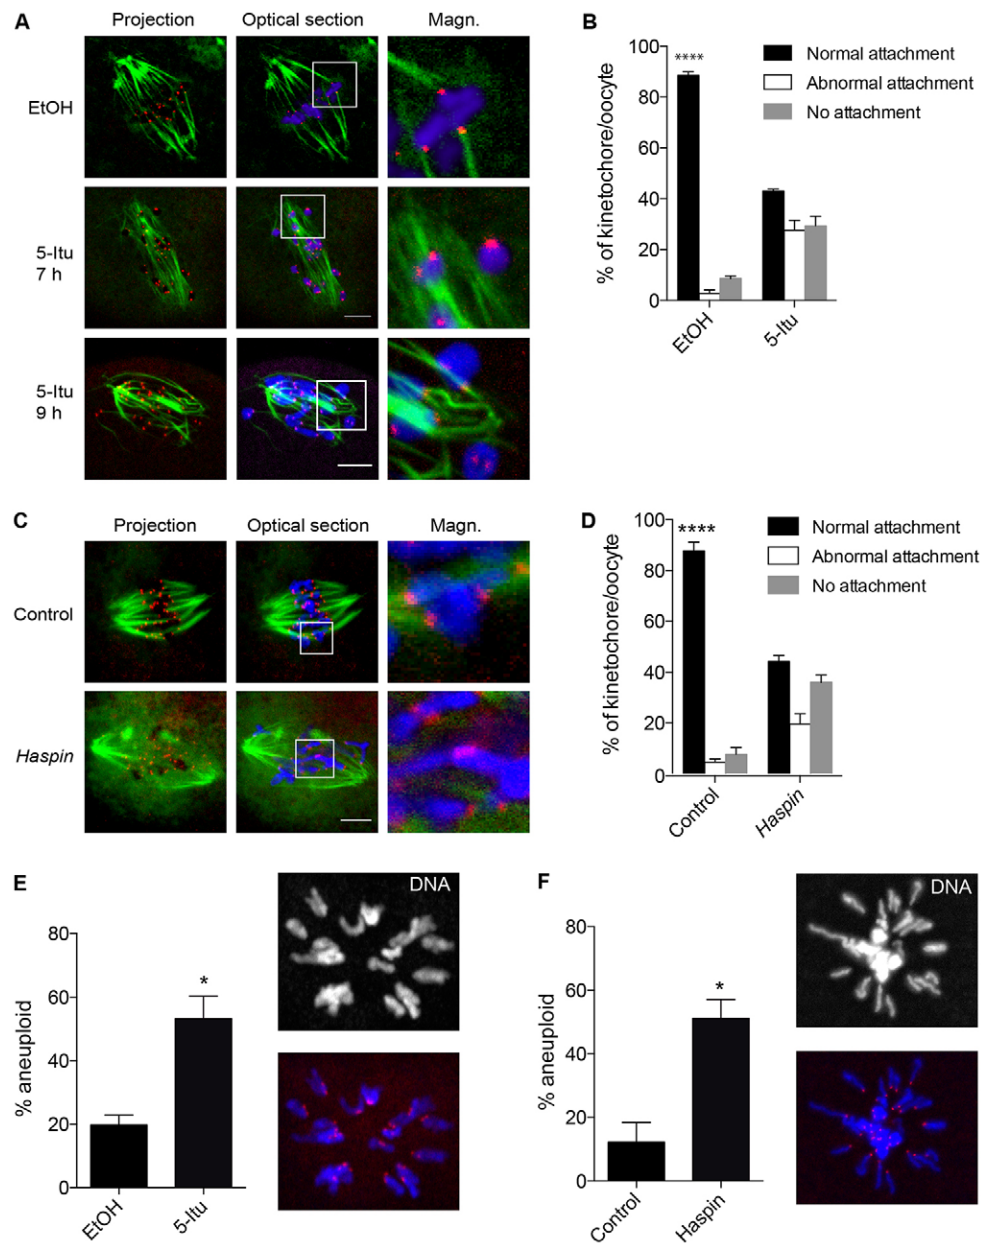 A
Projection
Optical section
Magn.
EtOH
5-Itu
7 h
5-Itu
9 h
B
% of kinetochore/oocyte
100
80
60
40
20
0
****
Normal attachment
Abnormal attachment
No attachment
EtOH
5-Itu
C
Projection
Optical section
Magn.
Control
Haspin
D
% of kinetochore/oocyte
100
80
60
40
20
0
****
Normal attachment
Abnormal attachment
No attachment
Control
Haspin
E
% aneuploid
80
60
40
20
0
*
EtOH
5-Itu
DNA
F
% aneuploid
80
60
40
20
0
*
Control
Haspin
DNA